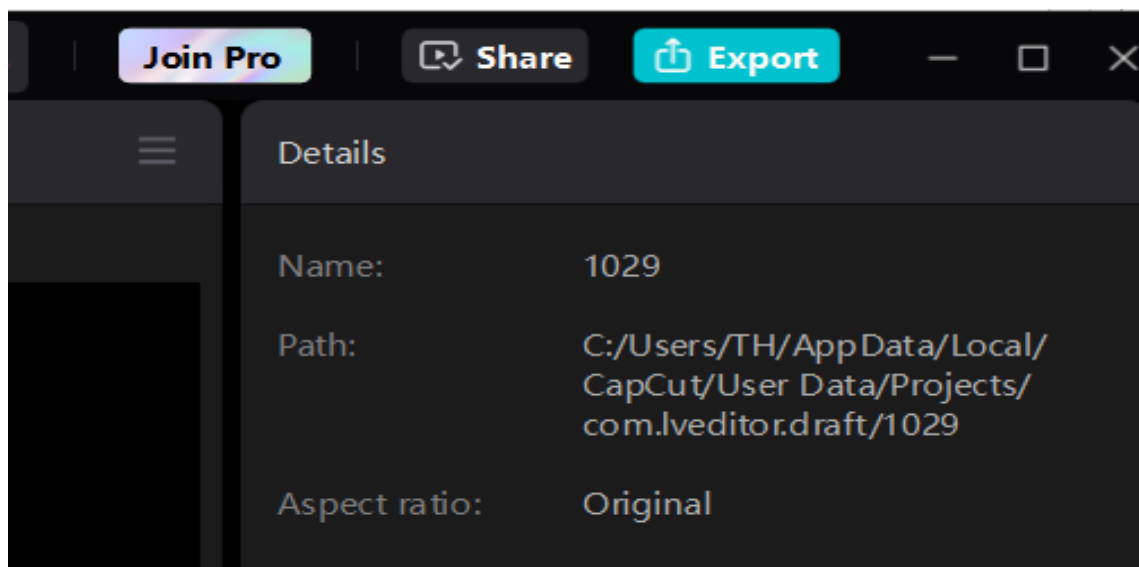 Join Pro
Share
Export
Details
Name: 1029
Path: C:/Users/TH/AppData/Local/
CapCut/User Data/Projects/
com.lveditor.draft/1029
Aspect ratio: Original